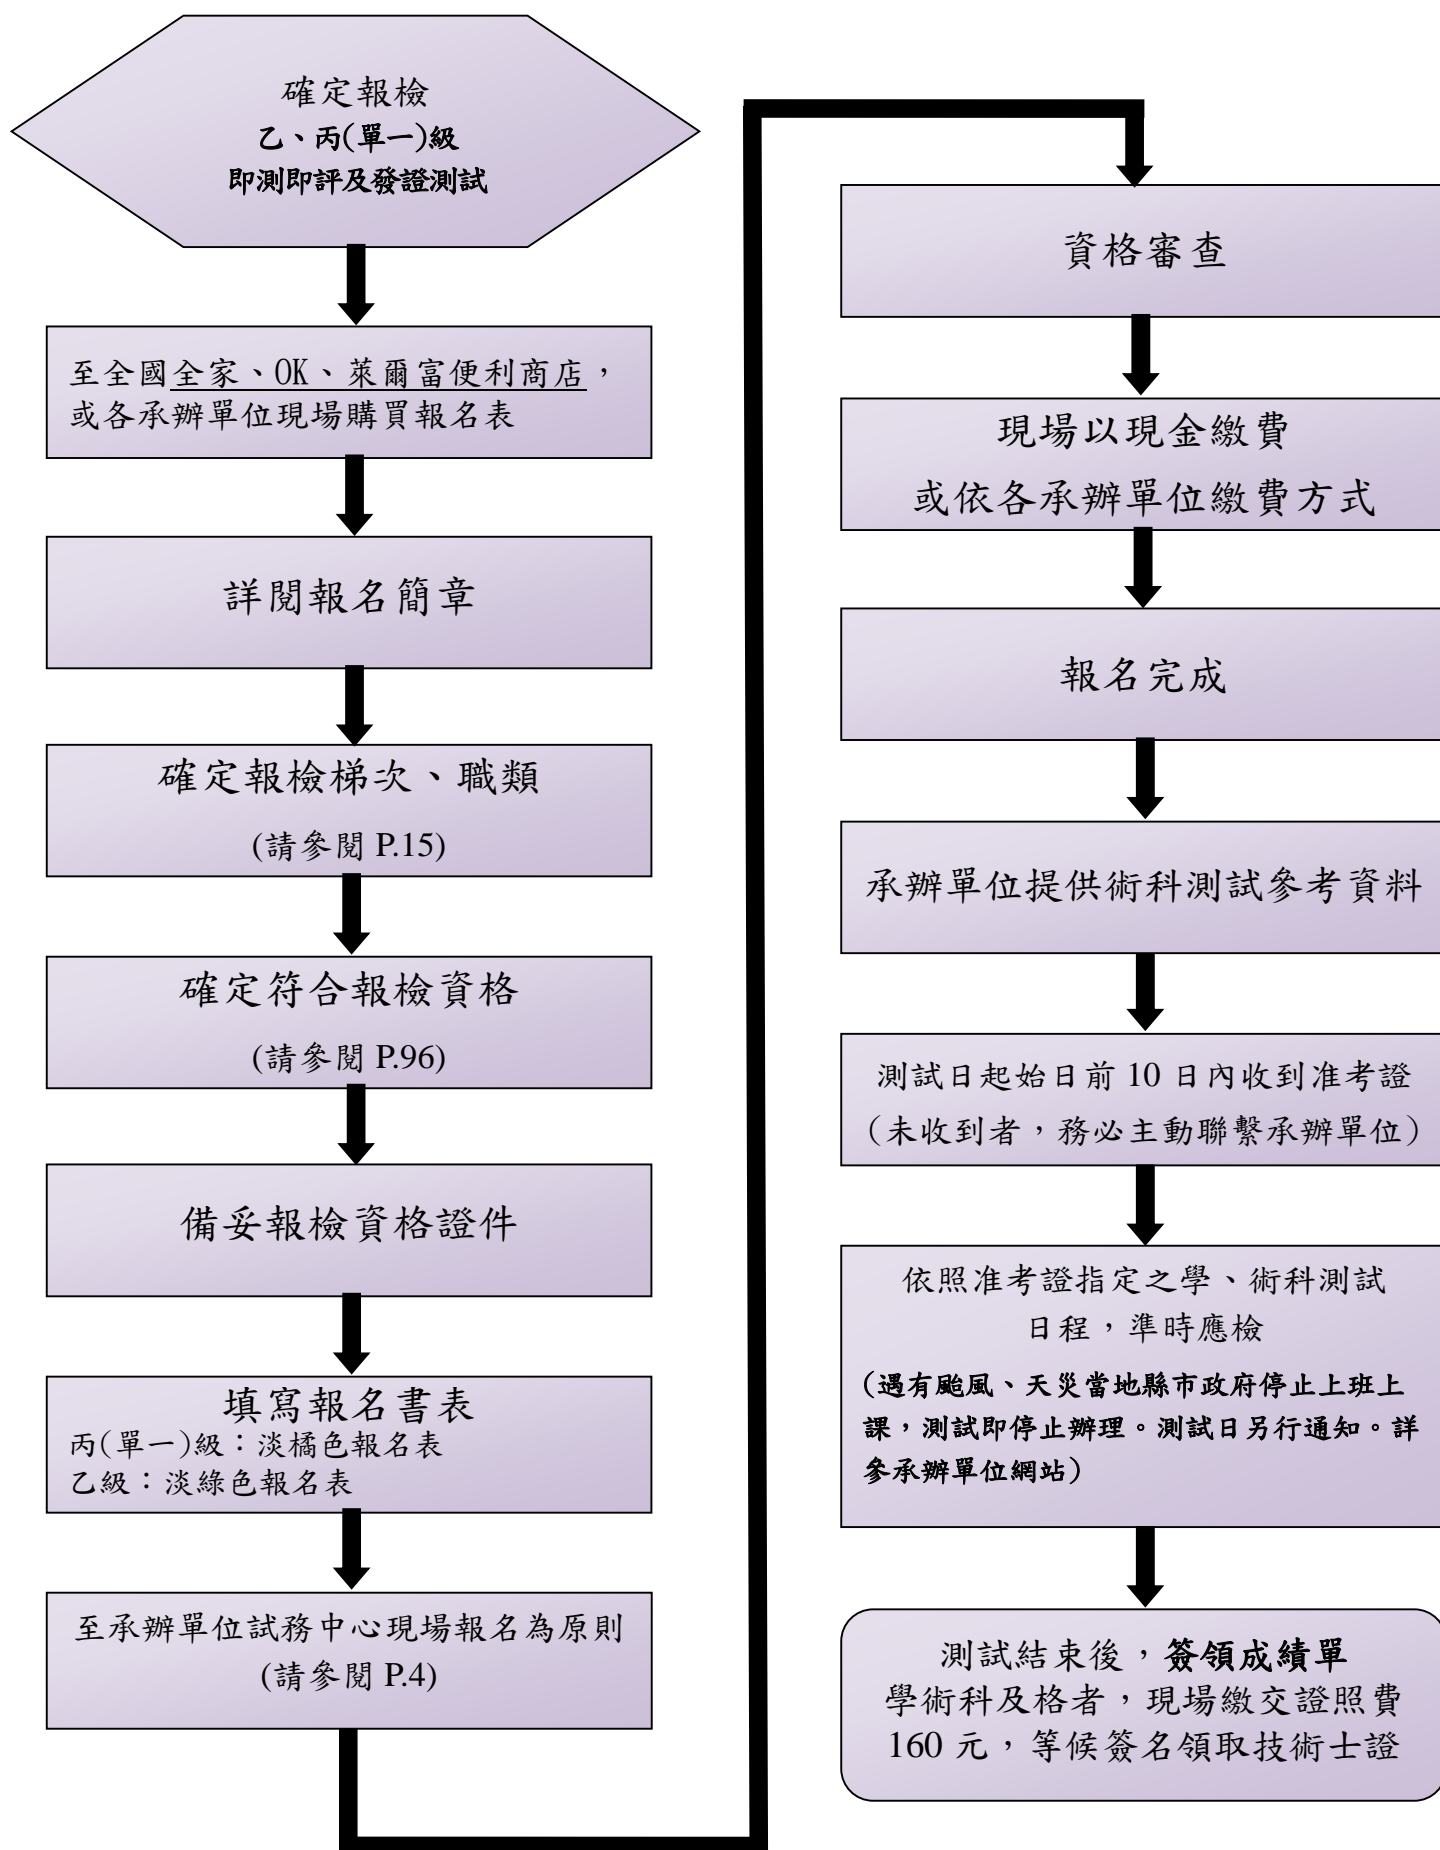 確定報檢
乙、丙(單一)級
即測即評及發證測試
至全國全家、OK、萊爾富便利商店，
或各承辦單位現場購買報名表
詳閱報名簡章
確定報檢梯次、職類
(請參閱 P.15)
確定符合報檢資格
(請參閱 P.96)
備妥報檢資格證件
填寫報名書表
丙(單一)級：淡橘色報名表
乙級：淡綠色報名表
至承辦單位試務中心現場報名為原則
(請參閱 P.4)
資格審查
現場以現金繳費
或依各承辦單位繳費方式
報名完成
承辦單位提供術科測試參考資料
測試日起始日前 10 日內收到准考證
（未收到者，務必主動聯繫承辦單位）
依照准考證指定之學、術科測試
日程，準時應檢
（遇有颱風、天災當地縣市政府停止上班上
課，測試即停止辦理。測試日另行通知。詳
參承辦單位網站）
測試結束後，簽領成績單
學術科及格者，現場繳交證照費
160 元，等候簽名領取技術士證